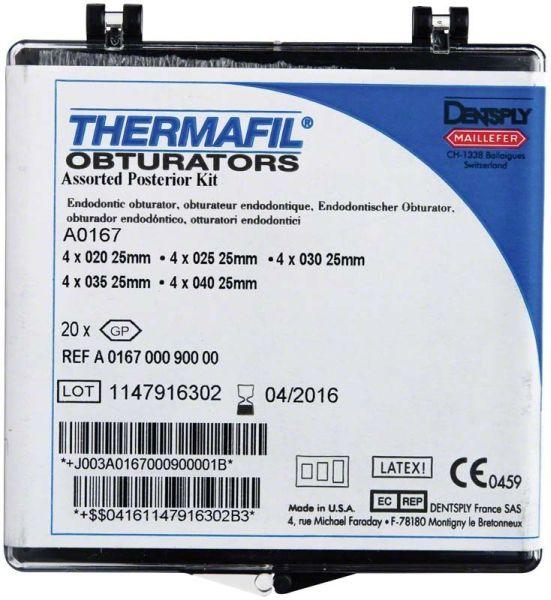 THERMAFIL®
OBTURATORS
Assorted Posterior Kit
DENTSPLY
MAILLEFER
CH-1338 Ballaigues
Switzerland
Endodontic obturator, obturateur endodontique, Endodontischer Obturator,
obturador endodóntico, otturatori endodontici
A0167
4 x 020 25mm • 4 x 025 25mm • 4 x 030 25mm
4 x 035 25mm • 4 x 040 25mm
20 x GP
REF A 0167 000 900 00
LOT 1147916302 04/2016
*+J003A0167000900001B*
*+$$04161147916302B3*
LATEX!
CE 0459
Made in U.S.A.
EC REP DENTSPLY France SAS
4, rue Michael Faraday • F-78180 Montigny le Bretonneux